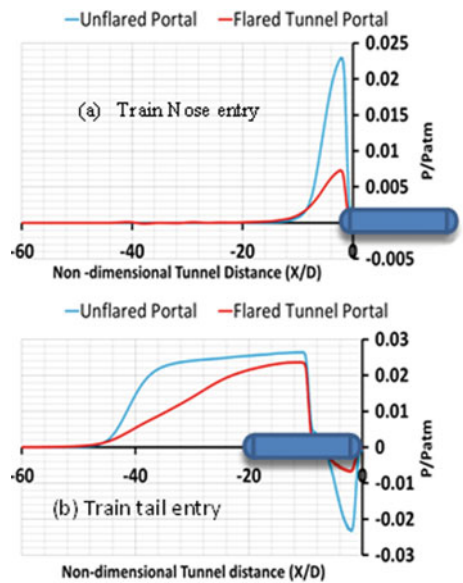 Unflared Portal Flared Tunnel Portal
0.025
0.02
(a) Train Nose entry
0.015
0.01
0.005
P/Patm
-60 -40 -20 0
-0.005
Non -dimensional Tunnel Distance (X/D)
Unflared Portal Flared Tunnel Portal
0.03
0.02
0.01
0
-60 -40 -20 0
-0.01
P/Patm
(b) Train tail entry
-0.02
-0.03
Non-dimensional Tunnel distance (X/D)